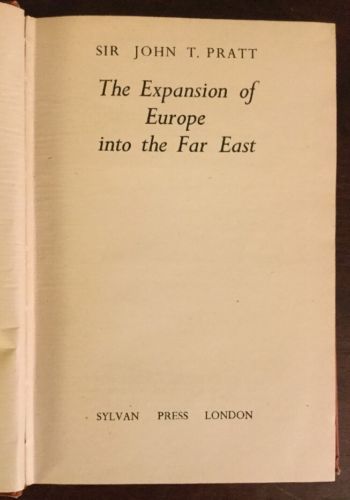 SIR JOHN T. PRATT
The Expansion of
Europe
into the Far East
SYLVAN PRESS LONDON